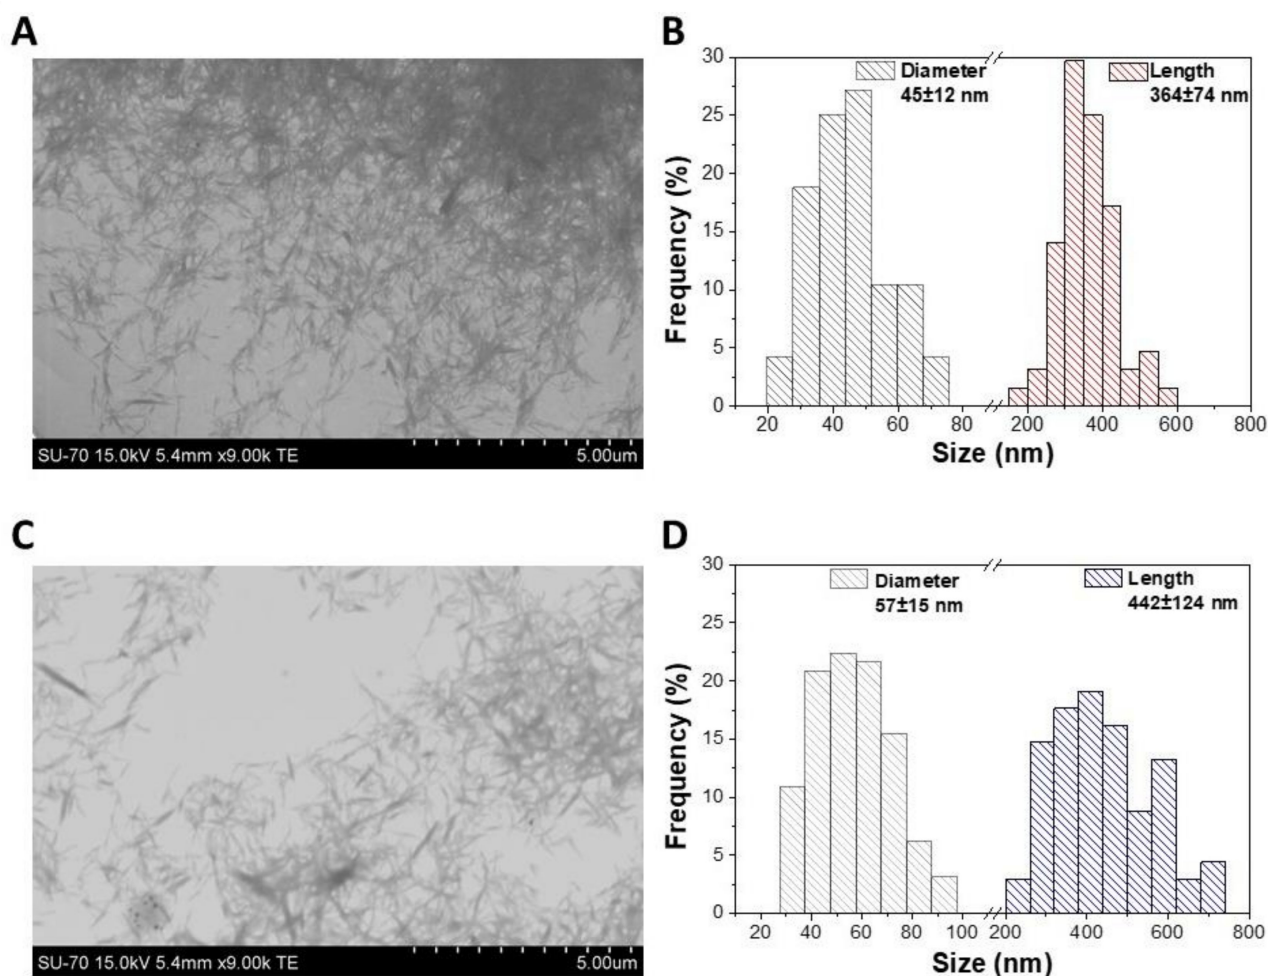 A
B
30
25
20
15
10
5
0
Frequency (%)
Diameter
45±12 nm
Length
364±74 nm
20 40 60 80 200 400 600 800
Size (nm)
SU-70 15.0kV 5.4mm x9.00k TE 5.00um
C
D
30
25
20
15
10
5
0
Frequency (%)
Diameter
57±15 nm
Length
442±124 nm
20 40 60 80 100 200 400 600 800
Size (nm)
SU-70 15.0kV 5.4mm x9.00k TE 5.00um